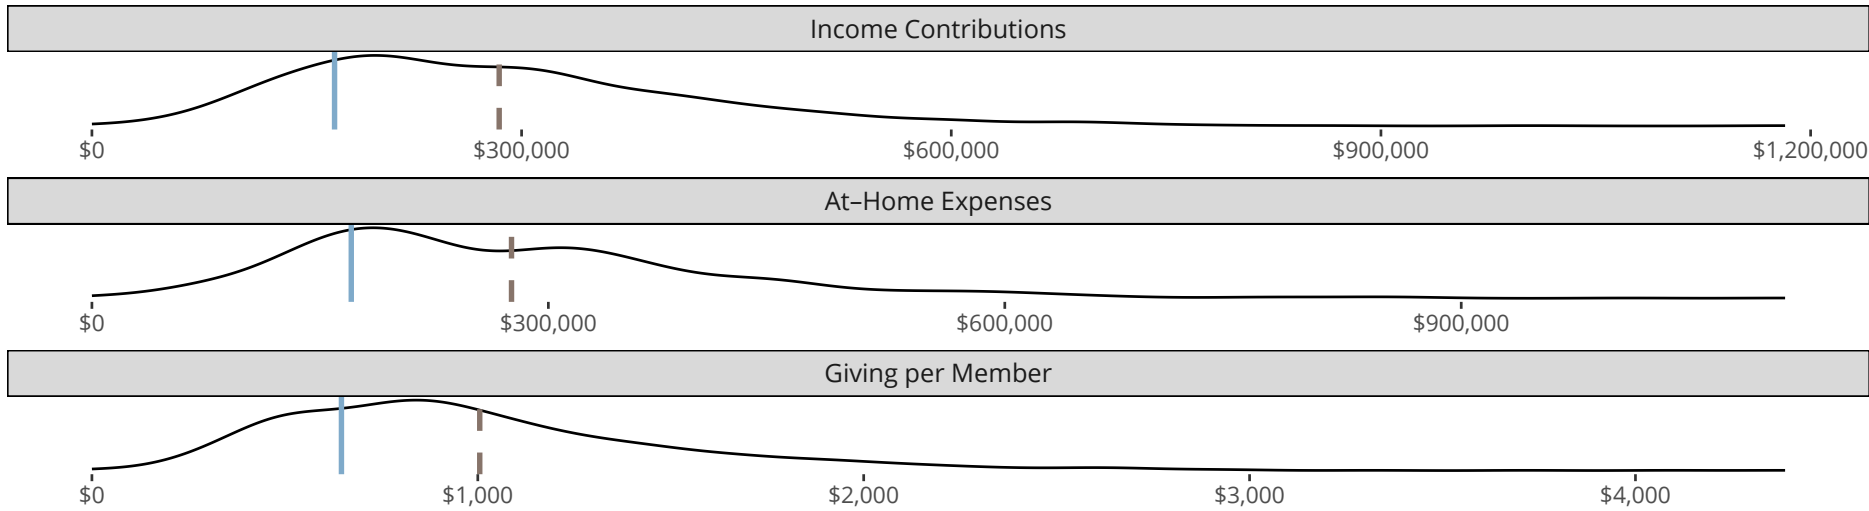 Income Contributions
$0 $300,000 $600,000 $900,000 $1,200,000
At–Home Expenses
$0 $300,000 $600,000 $900,000
Giving per Member
$0 $1,000 $2,000 $3,000 $4,000